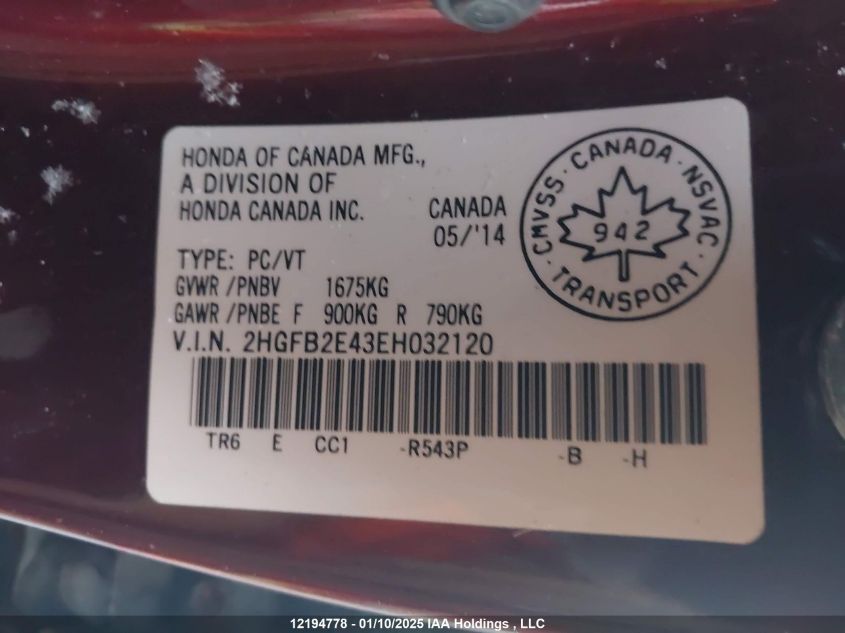 HONDA OF CANADA MFG.,
A DIVISION OF
HONDA CANADA INC.
CANADA
05/'14
CMVSS · CANADA · NSVAC · TRANSPORT ·
942
TYPE: PC/VT
GVWR /PNBV 1675KG
GAWR /PNBE F 900KG R 790KG
V.I.N. 2HGFB2E43EH032120
TR6 E CC1 -R543P -B -H
12194778 - 01/10/2025 IAA Holdings , LLC